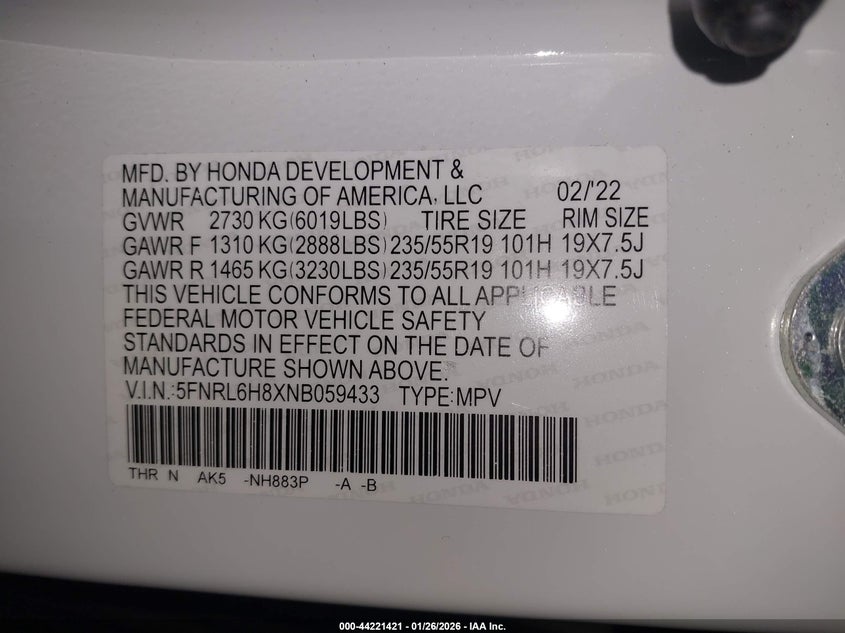 MFD. BY HONDA DEVELOPMENT &
MANUFACTURING OF AMERICA, LLC 02/'22
GVWR 2730 KG(6019LBS) TIRE SIZE RIM SIZE
GAWR F 1310 KG(2888LBS) 235/55R19 101H 19X7.5J
GAWR R 1465 KG(3230LBS) 235/55R19 101H 19X7.5J
THIS VEHICLE CONFORMS TO ALL APPLICABLE
FEDERAL MOTOR VEHICLE SAFETY
STANDARDS IN EFFECT ON THE DATE OF
MANUFACTURE SHOWN ABOVE.
V.I.N.:5FNRL6H8XNB059433 TYPE:MPV
THR N AK5 -NH883P -A -B
000-44221421 - 01/26/2026 - IAA Inc.